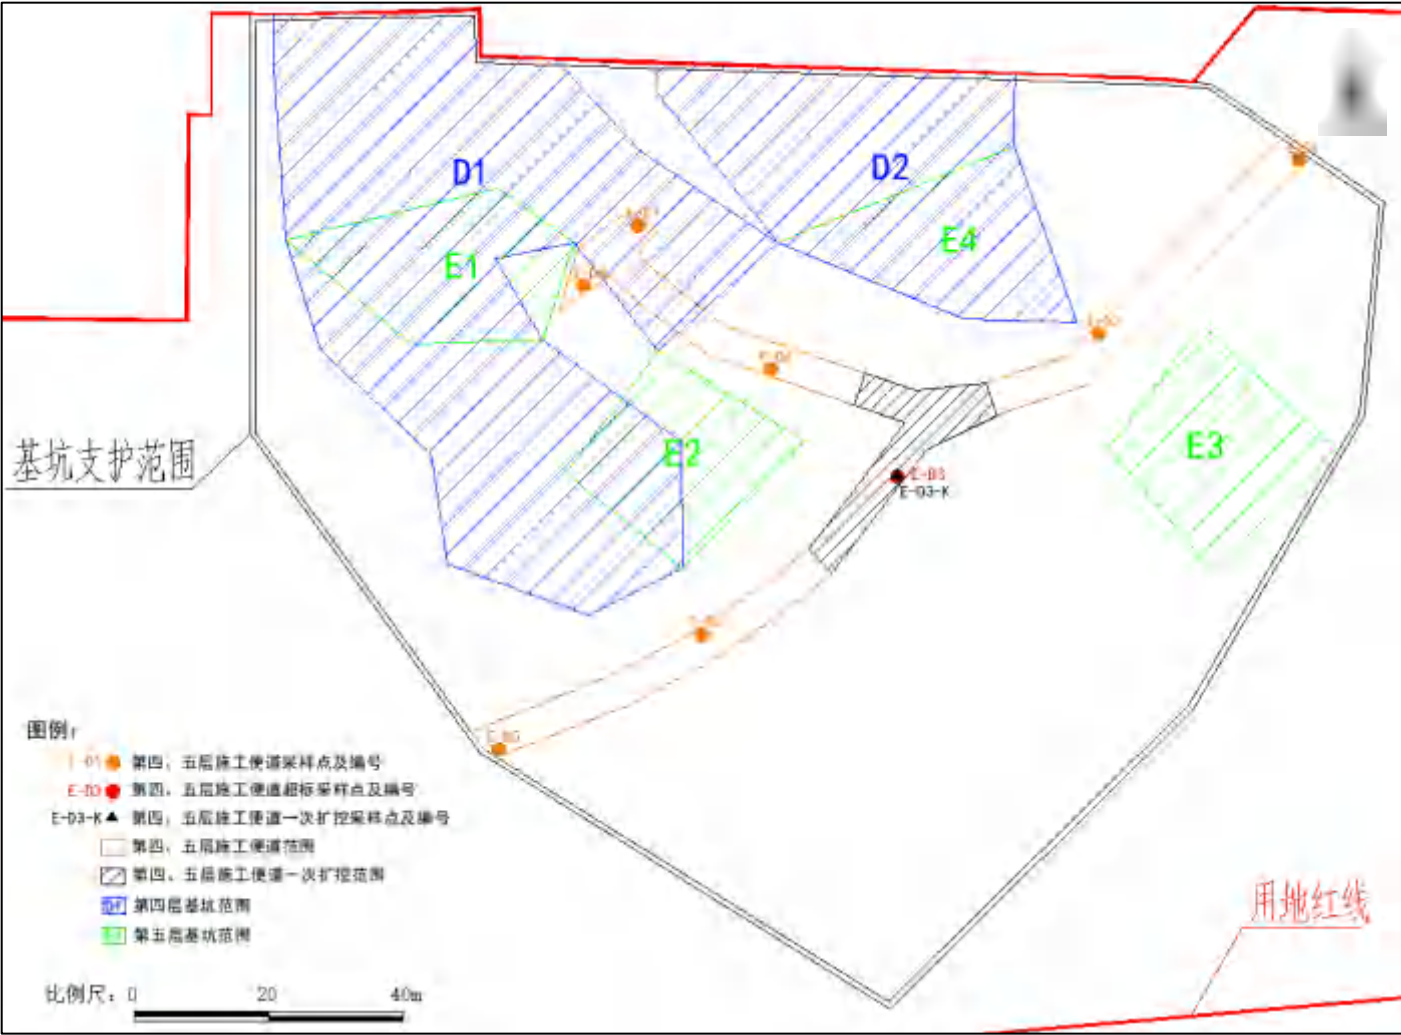 D1
D2
E1
E4
E2
E3
E-D3
E-D3-K
基坑支护范围
图例:
第四、五层施工便道采样点及编号
E-D3 第四、五层施工便道超标采样点及编号
E-D3-K 第四、五层施工便道一次扩挖采样点及编号
第四、五层施工便道范围
第四、五层施工便道一次扩挖范围
第四层基坑范围
第五层基坑范围
用地红线
比例尺: 0 20 40m